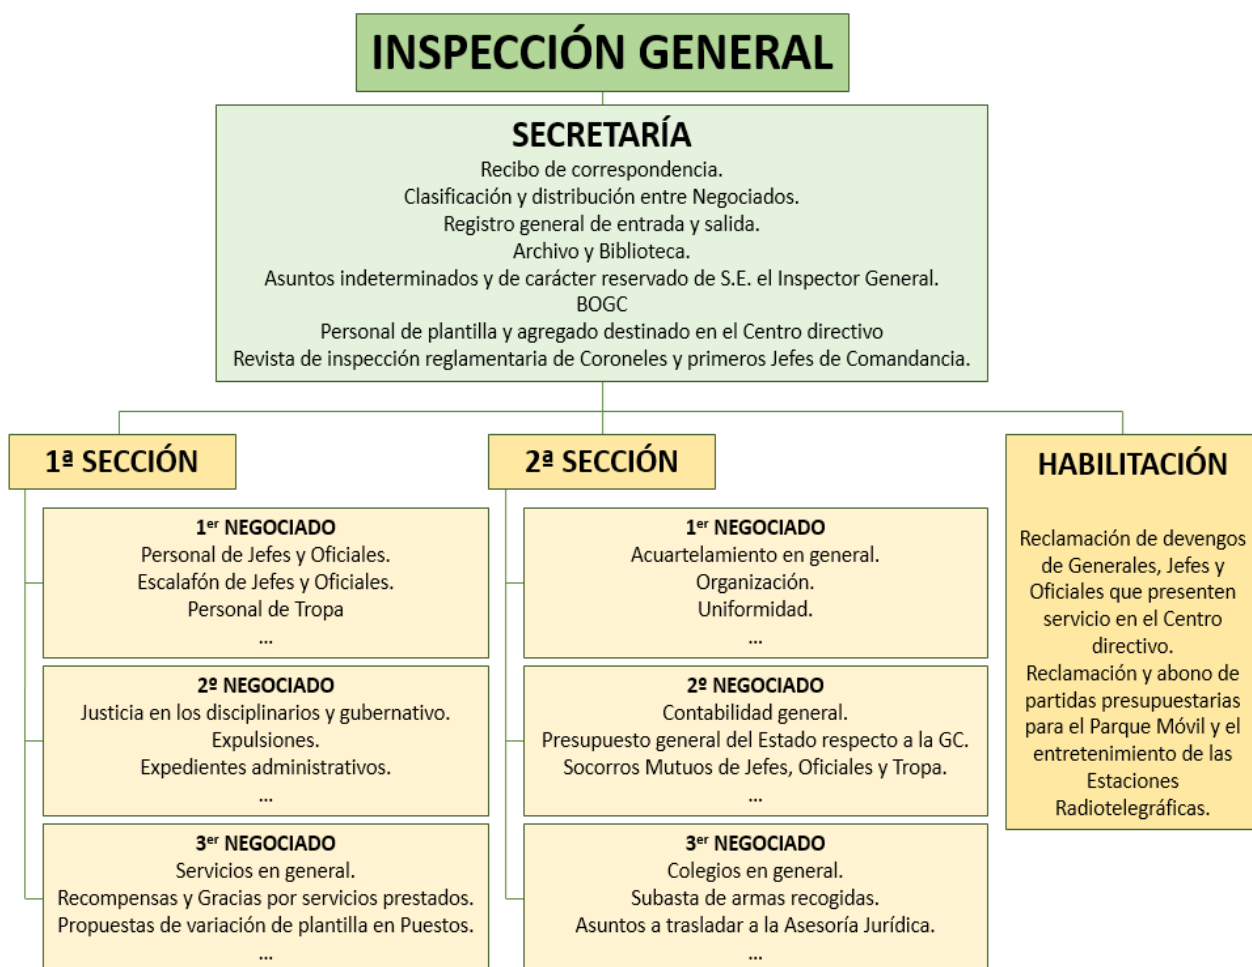 INSPECCIÓN GENERAL
SECRETARÍA
Recibo de correspondencia.
Clasificación y distribución entre Negociados.
Registro general de entrada y salida.
Archivo y Biblioteca.
Asuntos indeterminados y de carácter reservado de S.E. el Inspector General.
BOGC
Personal de plantilla y agregado destinado en el Centro directivo
Revista de inspección reglamentaria de Coroneles y primeros Jefes de Comandancia.
1ª SECCIÓN
1er NEGOCIADO
Personal de Jefes y Oficiales.
Escalafón de Jefes y Oficiales.
Personal de Tropa
...
2º NEGOCIADO
Justicia en los disciplinarios y gubernativo.
Expulsiones.
Expedientes administrativos.
...
3er NEGOCIADO
Servicios en general.
Recompensas y Gracias por servicios prestados.
Propuestas de variación de plantilla en Puestos.
...
2ª SECCIÓN
1er NEGOCIADO
Acuartelamiento en general.
Organización.
Uniformidad.
...
2º NEGOCIADO
Contabilidad general.
Presupuesto general del Estado respecto a la GC.
Socorros Mutuos de Jefes, Oficiales y Tropa.
...
3er NEGOCIADO
Colegios en general.
Subasta de armas recogidas.
Asuntos a trasladar a la Asesoría Jurídica.
...
HABILITACIÓN
Reclamación de devengos
de Generales, Jefes y
Oficiales que presenten
servicio en el Centro
directivo.
Reclamación y abono de
partidas presupuestarias
para el Parque Móvil y el
entretenimiento de las
Estaciones
Radiotelegráficas.